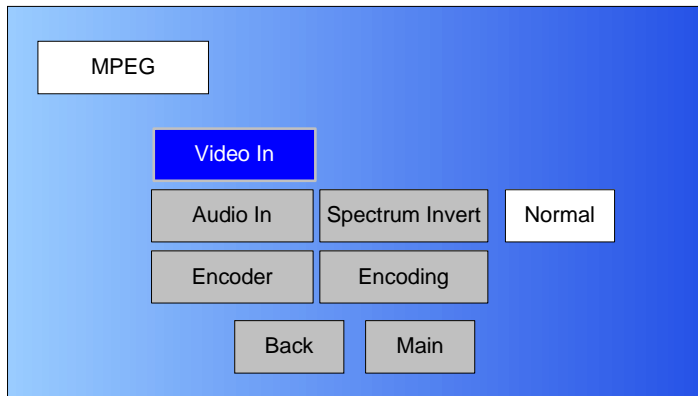 MPEG
Video In
Audio In Spectrum Invert Normal
Encoder Encoding
Back Main